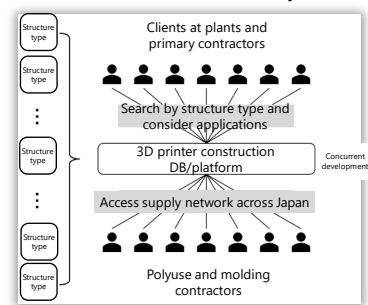 Structure
type
Clients at plants and
primary contractors
Structure
type
Search by structure type and
consider applications
Structure
type
3D printer construction
DB/platform
Concurrent
development
Access supply network across Japan
Structure
type
Structure
type
Polyuse and molding
contractors